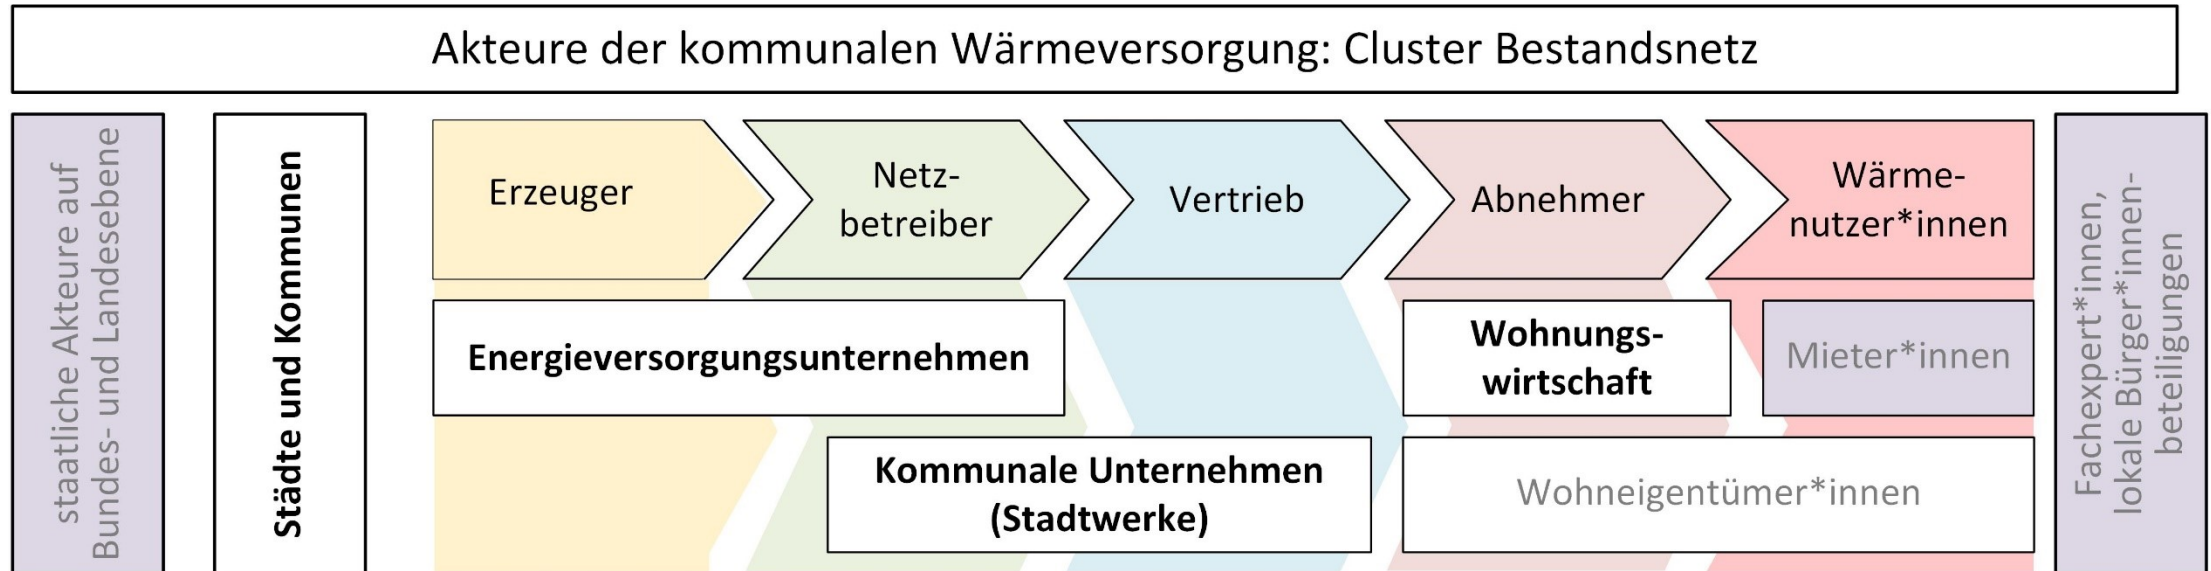 Akteure der kommunalen Wärmeversorgung: Cluster Bestandsnetz
staatliche Akteure auf
Bundes- und Landesebene
Städte und Kommunen
Erzeuger
Netz-
betreiber
Vertrieb
Abnehmer
Wärme-
nutzer*innen
Energieversorgungsunternehmen
Wohnungs-
wirtschaft
Mieter*innen
Kommunale Unternehmen
(Stadtwerke)
Wohneigentümer*innen
Fachexpert*innen,
lokale Bürger*innen-
beteiligungen